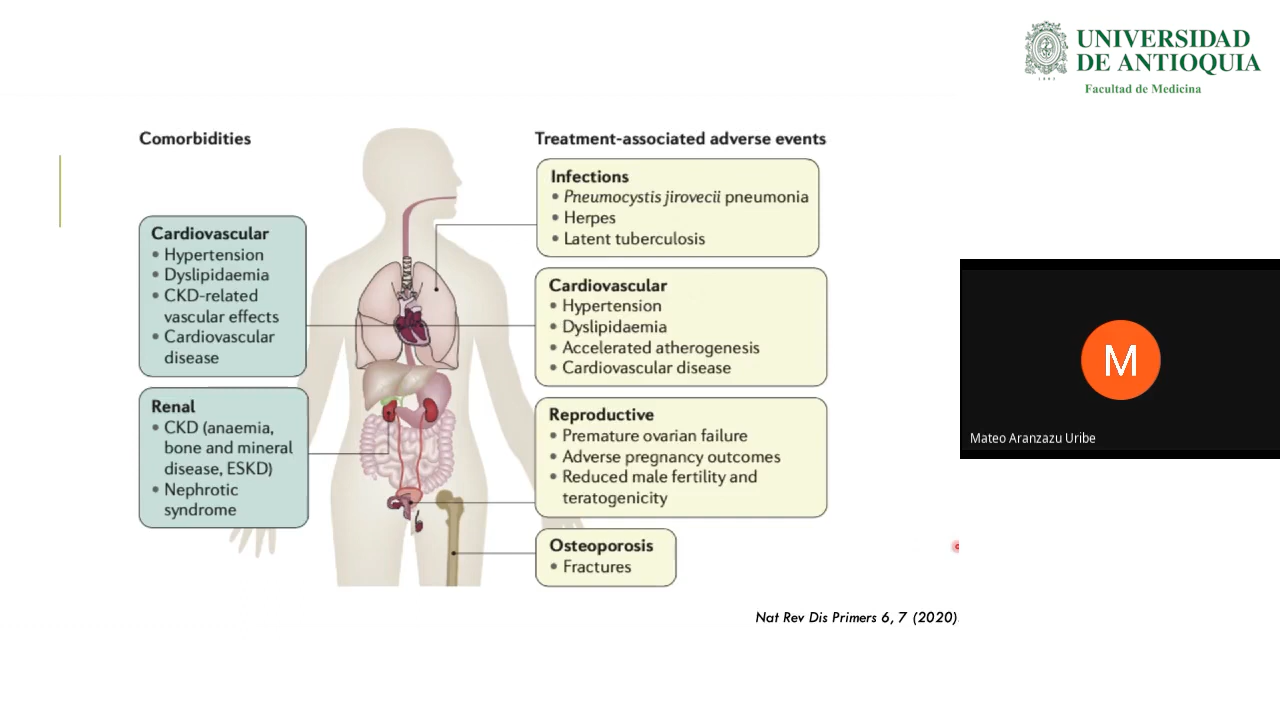 UNIVERSIDAD
DE ANTIOQUIA
1803
Facultad de Medicina
Comorbidities
Cardiovascular
• Hypertension
• Dyslipidaemia
• CKD-related
vascular effects
• Cardiovascular
disease
Renal
• CKD (anaemia,
bone and mineral
disease, ESKD)
• Nephrotic
syndrome
Treatment-associated adverse events
Infections
• Pneumocystis jirovecii pneumonia
• Herpes
• Latent tuberculosis
Cardiovascular
• Hypertension
• Dyslipidaemia
• Accelerated atherogenesis
• Cardiovascular disease
Reproductive
• Premature ovarian failure
• Adverse pregnancy outcomes
• Reduced male fertility and
teratogenicity
Osteoporosis
• Fractures
Nat Rev Dis Primers 6, 7 (2020)
M
Mateo Aranzazu Uribe